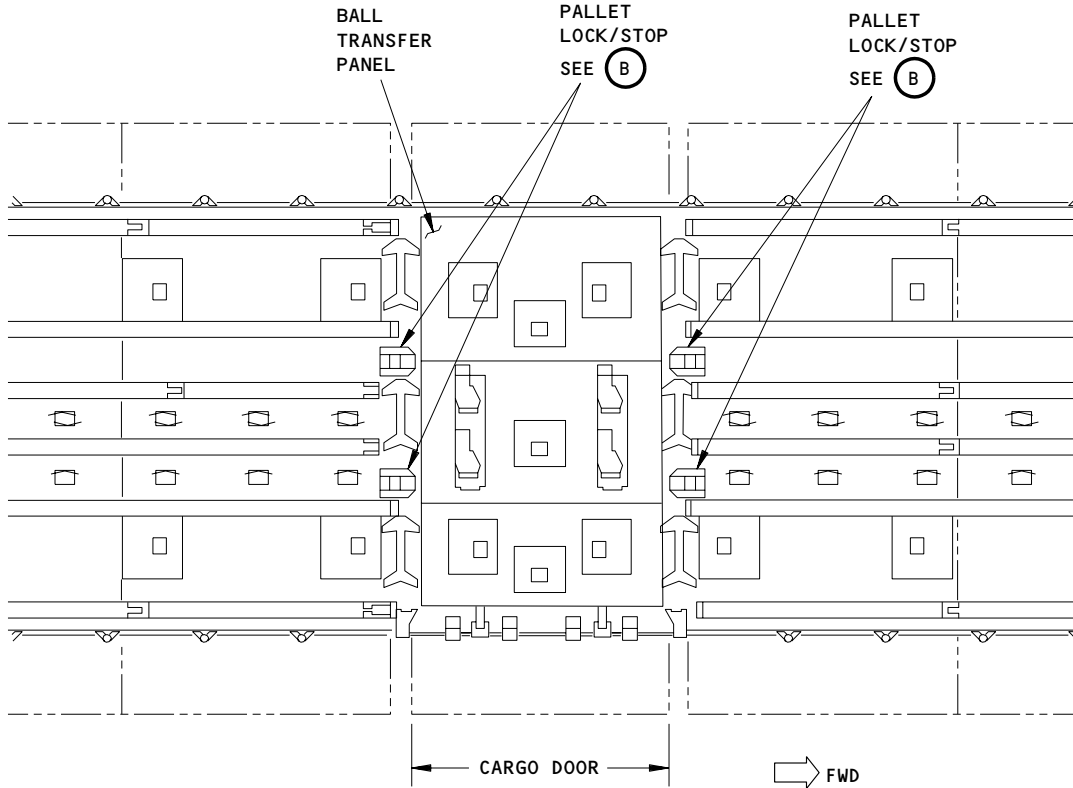 BALL
TRANSFER
PANEL
PALLET
LOCK/STOP
SEE B
PALLET
LOCK/STOP
SEE B
CARGO DOOR
FWD